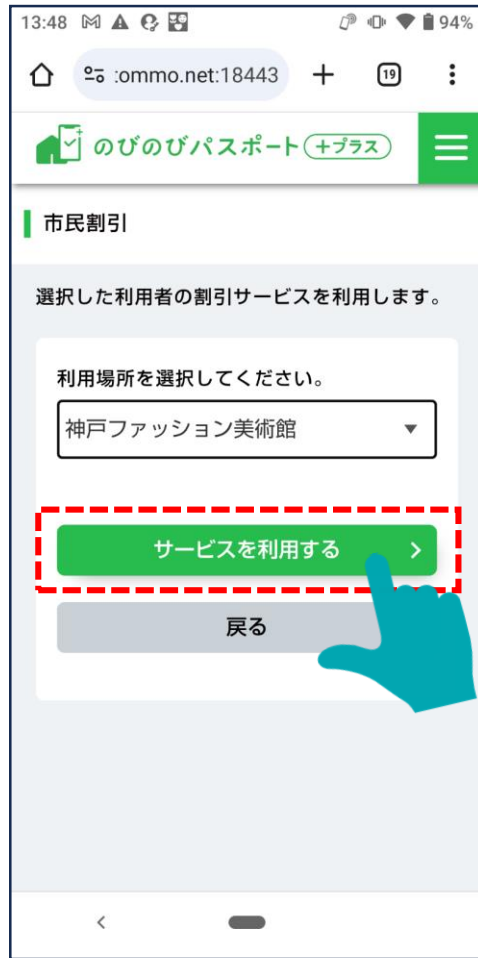 13:48 94%
:ommo.net:18443 19
のびのびパスポート +プラス
市民割引
選択した利用者の割引サービスを利用します。
利用場所を選択してください。
神戸ファッション美術館
サービスを利用する
戻る